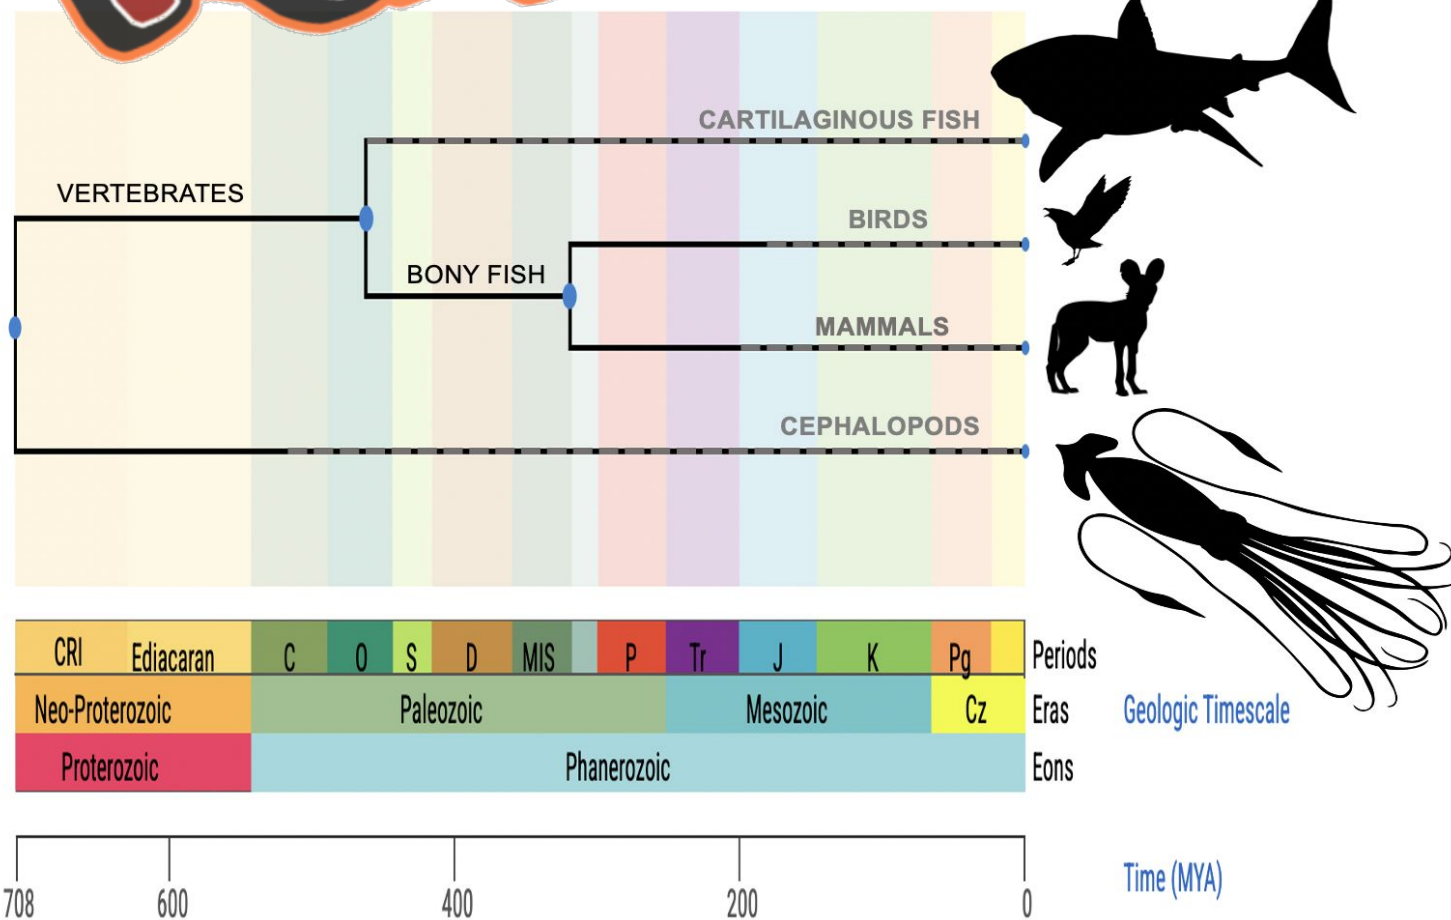 CARTILAGINOUS FISH
VERTEBRATES
BIRDS
BONY FISH
MAMMALS
CEPHALOPODS
CRI Ediacaran C O S D MIS P Tr J K Pg Periods
Neo-Proterozoic Paleozoic Mesozoic Cz Eras Geologic Timescale
Proterozoic Phanerozoic Eons
Time (MYA)
708 600 400 200 0